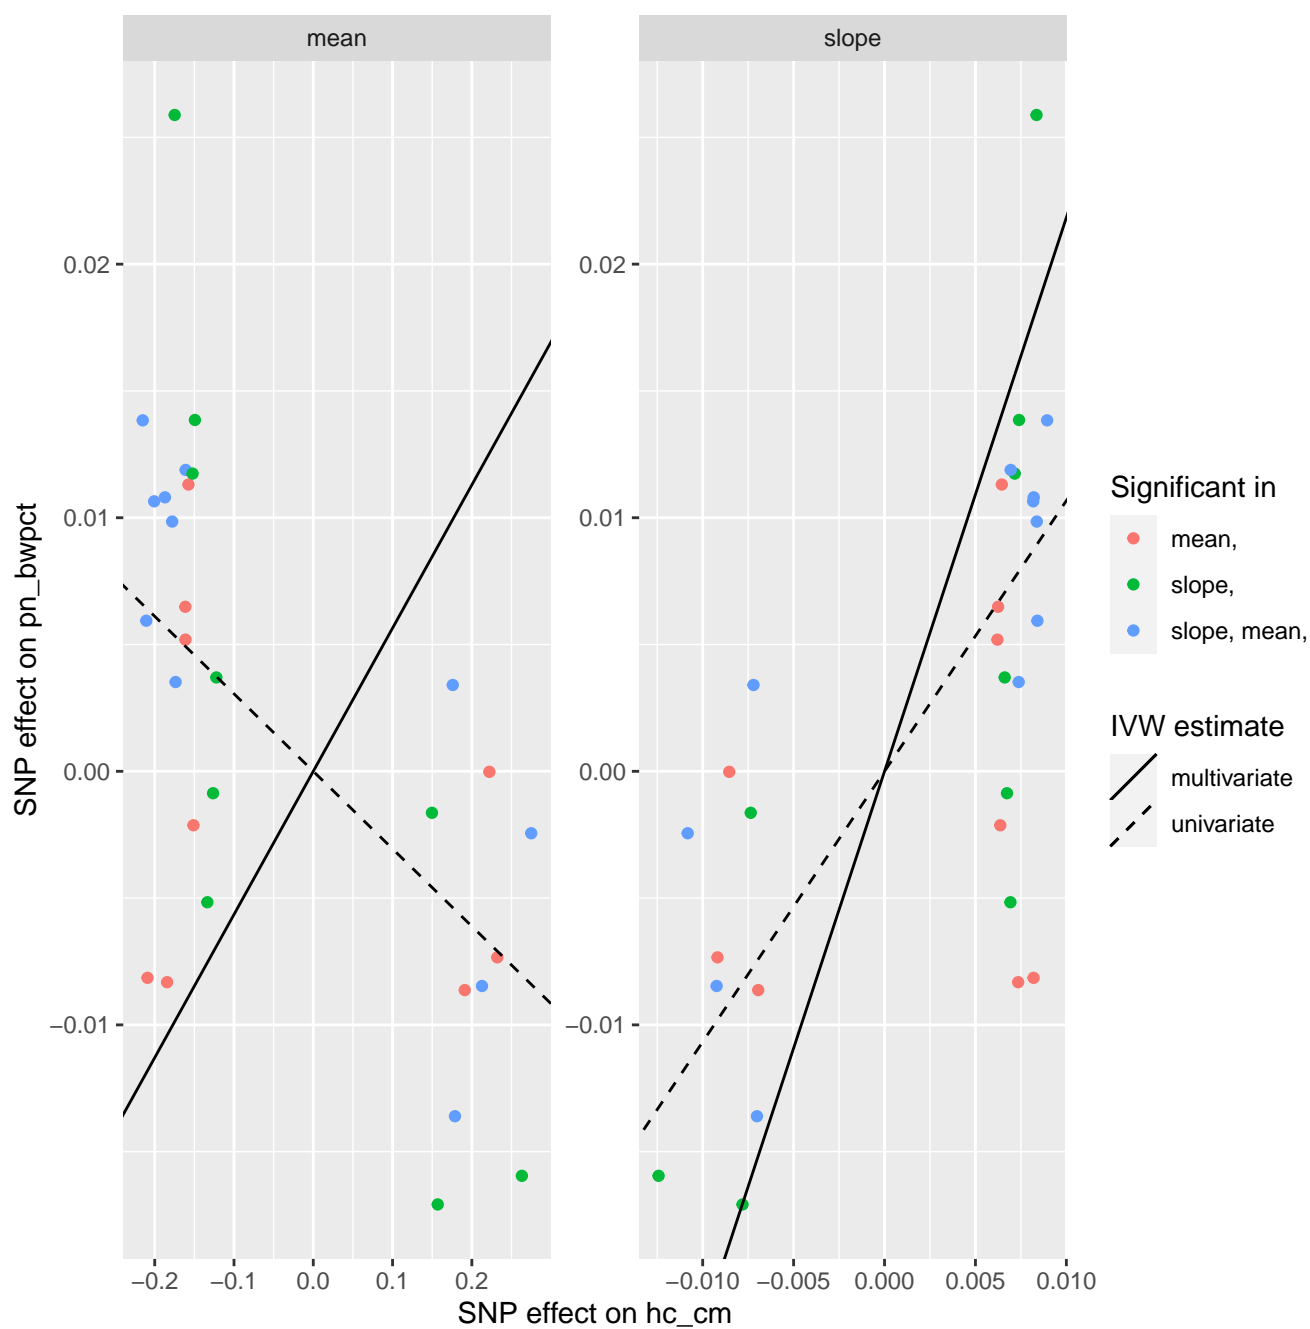 mean
slope
SNP effect on pn_bwpct
0.02
0.01
0.00
−0.01
0.02
0.01
0.00
−0.01
−0.2
−0.1
0.0
0.1
0.2
−0.010
−0.005
0.000
0.005
0.010
SNP effect on hc_cm
Significant in
mean,
slope,
slope, mean,
IVW estimate
multivariate
univariate